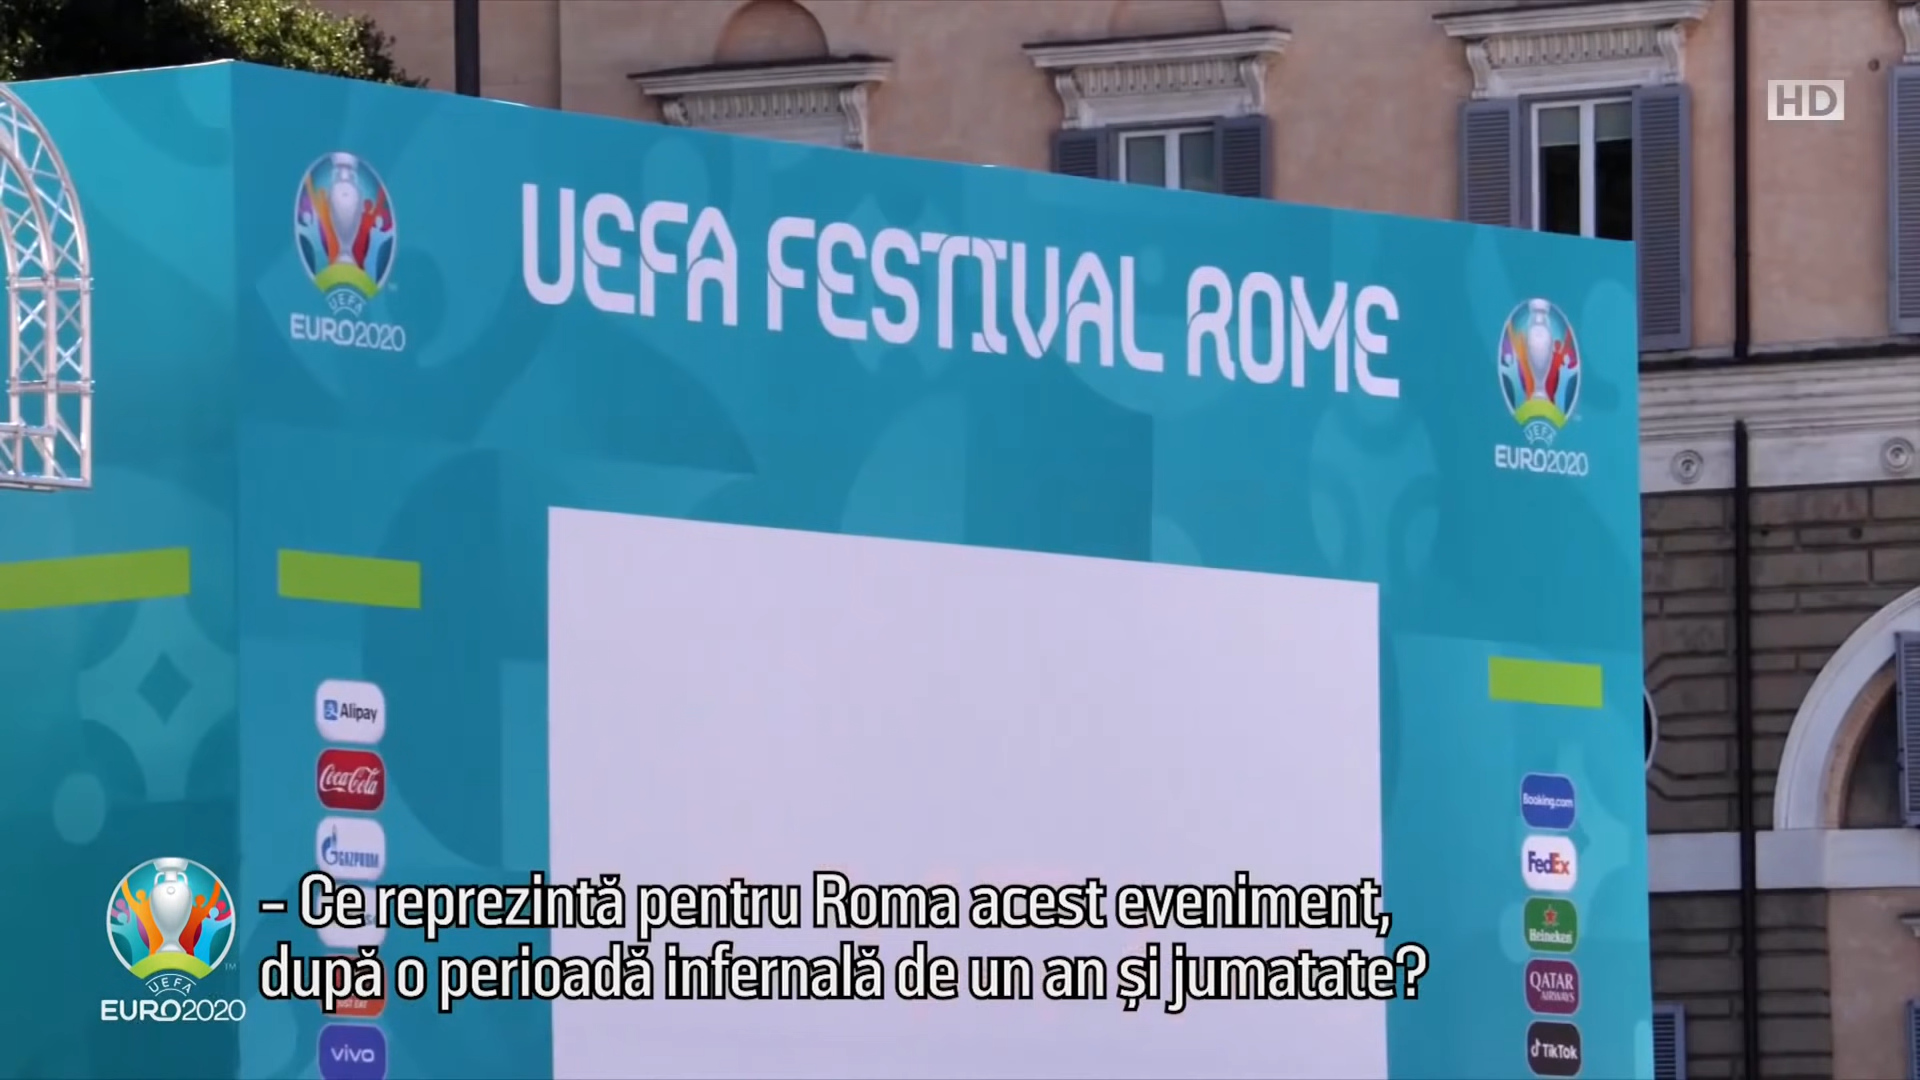 HD
UEFA FESTIVAL ROME
UEFA
EURO2020
UEFA
EURO2020
Alipay
Coca-Cola
GAZPROM
vivo
Booking.com
FedEx
Heineken
QATAR
AIRWAYS
TikTok
– Ce reprezintă pentru Roma acest eveniment,
după o perioadă infernală de un an și jumatate?
UEFA
EURO2020